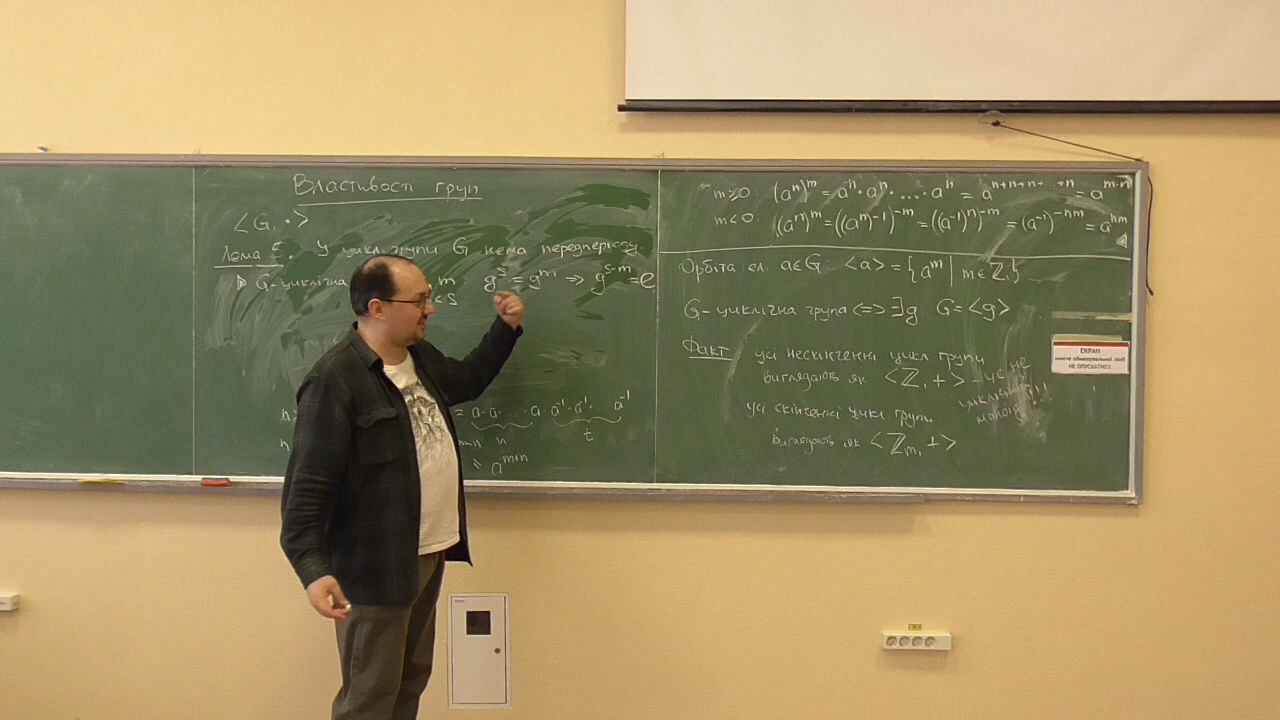 Властивості груп
<G, ·>
Лема 5. У цикл. групи G нема передперіоду.
G - циклічна m g^s = g^m => g^{s-m} = e
< s
= a·a·...·a·a^{-1}·a^{-1}· a^{-1}
n t
= a^{m+n}
m≥0: (a^n)^m = a^n·a^n·....·a^n = a^{n+n+n+..+n} = a^{m·n}
m<0: (a^n)^m = ((a^n)^{-1})^{-m} = ((a^{-1})^n)^{-m} = (a^{-1})^{-nm} = a^{nm}
Орбіта ел. a∈G: <a> = {a^m | m∈ℤ}
G - циклічна група <=> ∃g G = <g>
Факт усі нескінченні цикл групи
виглядають як <ℤ, +> - це не
циклічний
моноїд!!!
усі скінченні цикл групи
виглядають як <ℤ_m, +>
ЕКРАН
НЕ ОПУСКАТИ!!!